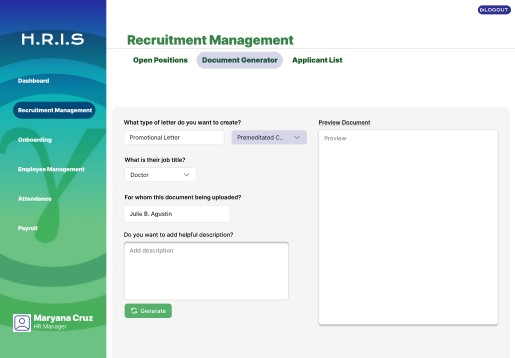 LOGOUT
H.R.I.S
Recruitment Management
Open Positions Document Generator Applicant List
Dashboard
Recruitment Management
Onboarding
Employee Management
Attendance
Payroll
Maryana Cruz
HR Manager
What type of letter do you want to create?
Promotional Letter Premeditated C...
What is their job title?
Doctor
For whom this document being uploaded?
Julie B. Agustin
Do you want to add helpful description?
Add description
Generate
Preview Document
Preview